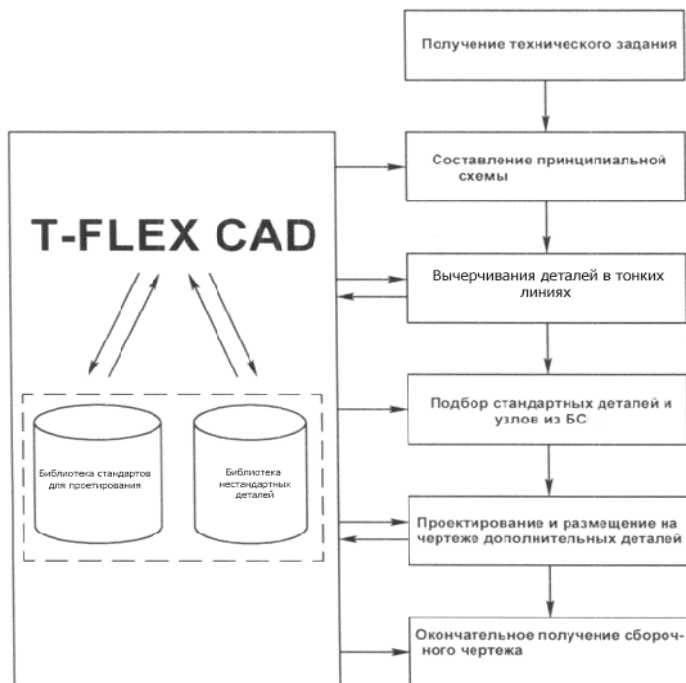 Получение технического задания
Составление принципиальной
схемы
T-FLEX CAD
Вычерчивания деталей в тонких
линиях
Подбор стандартных деталей и
узлов из БС
Библиотека стандартов
для проетирования
Библиотека
нестандартных
деталей
Проектирование и размещение на
чертеже дополнительных деталей
Окончательное получение сбороч-
ного чертежа